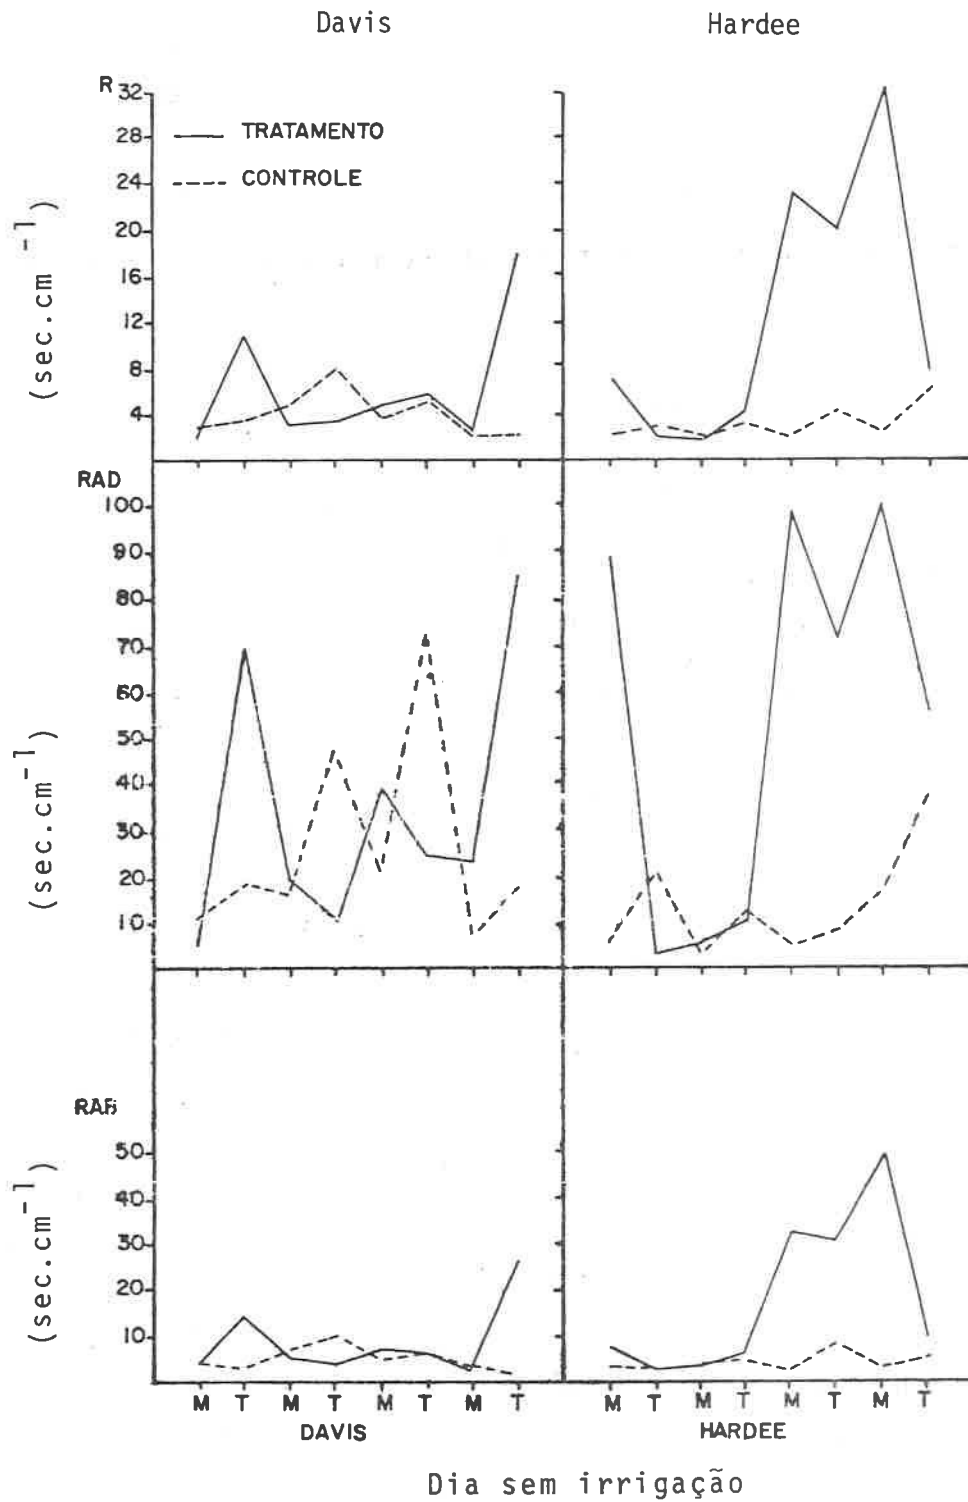 Davis Hardee
R
32
28
24
20
16
12
8
4
TRATAMENTO
CONTROLE
(sec.cm -1)
RAD
100
90
80
70
60
50
40
30
20
10
(sec.cm-1)
RAB
50
40
30
20
10
(sec.cm-1)
M T M T M T M T M T M T M T M T
DAVIS HARDEE
Dia sem irrigação